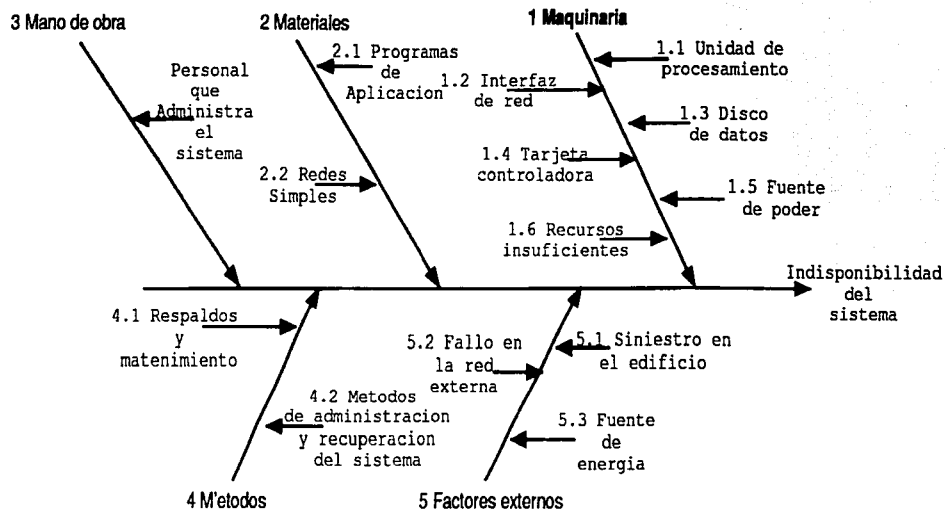 3 Mano de obra
2 Materiales
1 Maquinaria
Personal
que
Administra
el
sistema
2.1 Programas
de
Aplicacion
2.2 Redes
Simples
1.1 Unidad de
procesamiento
1.2 Interfaz
de red
1.3 Disco
de datos
1.4 Tarjeta
controladora
1.5 Fuente
de poder
1.6 Recursos
insuficientes
Indisponibilidad
del
sistema
4.1 Respaldos
y
matenimiento
4.2 Metodos
de administracion
y recuperacion
del sistema
5.2 Fallo en
la red
externa
5.1 Siniestro en
el edificio
5.3 Fuente
de
energia
4 M'etodos
5 Factores externos